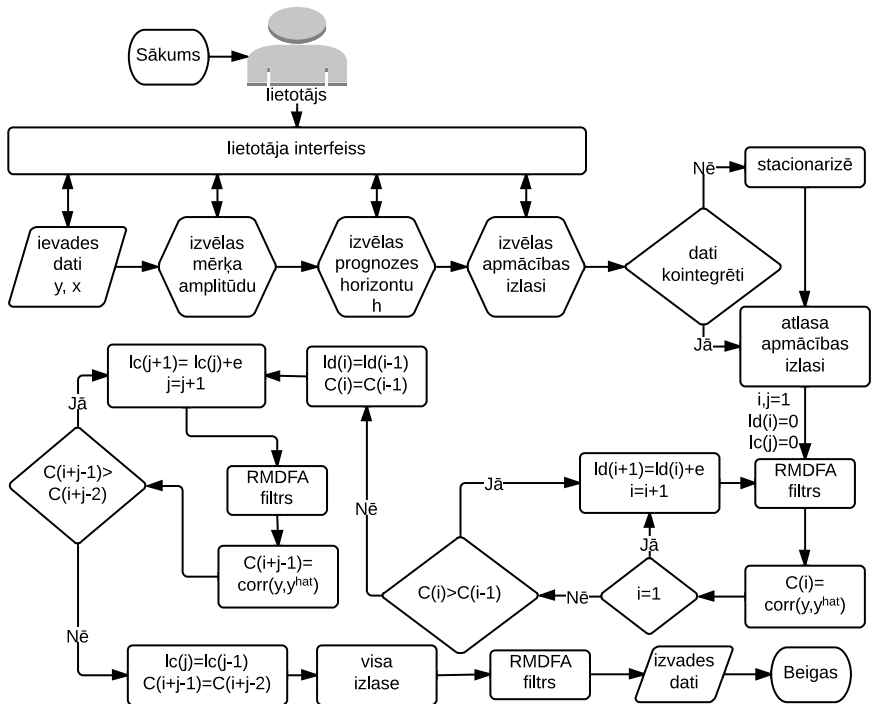 Sākums
lietotājs
lietotāja interfeiss
ievades
dati
y, x
izvēlas
mērķa
amplitūdu
izvēlas
prognozes
horizontu
h
izvēlas
apmācības
izlasi
dati
kointegrēti
Nē
stacionarizē
Jā
atlasa
apmācības
izlasi
i,j=1
ld(i)=0
lc(j)=0
RMDFA
filtrs
C(i)=
corr(y,y^hat)
i=1
Jā
ld(i+1)=ld(i)+e
i=i+1
Nē
C(i)>C(i-1)
Jā
Nē
ld(i)=ld(i-1)
C(i)=C(i-1)
lc(j+1)= lc(j)+e
j=j+1
RMDFA
filtrs
C(i+j-1)=
corr(y,y^hat)
C(i+j-1)>
C(i+j-2)
Jā
Nē
lc(j)=lc(j-1)
C(i+j-1)=C(i+j-2)
visa
izlase
RMDFA
filtrs
izvades
dati
Beigas